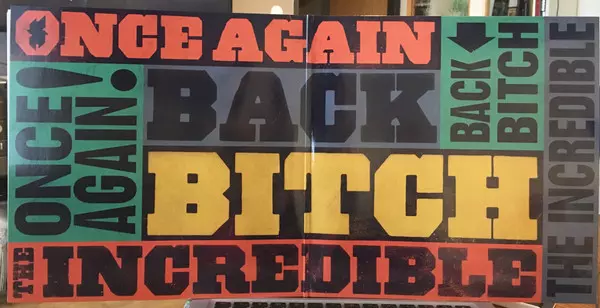 ONCE AGAIN
ONCE!
AGAIN.
BACK
BACK
BITCH
BITCH
THE INCREDIBLE
THE INCREDIBLE